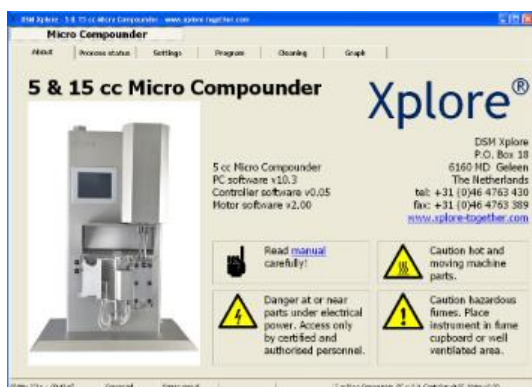 DSM Xplore - 5 & 15 cc Micro Compounder - www.xplore-together.com
Micro Compounder
About Process status Settings Program Cleaning Graph
5 & 15 cc Micro Compounder
Xplore®
DSM Xplore
P.O. Box 18
6160 MD Geleen
The Netherlands
tel: +31 (0)46 4763 430
fax: +31 (0)46 4763 389
www.xplore-together.com
5 cc Micro Compounder
PC software v10.3
Controller software v0.05
Motor software v2.00
Read manual
carefully!
Caution hot and
moving machine
parts.
Danger at or near
parts under electrical
power. Access only
by certified and
authorised personnel.
Caution hazardous
fumes. Place
instrument in fume
cupboard or well
ventilated area.